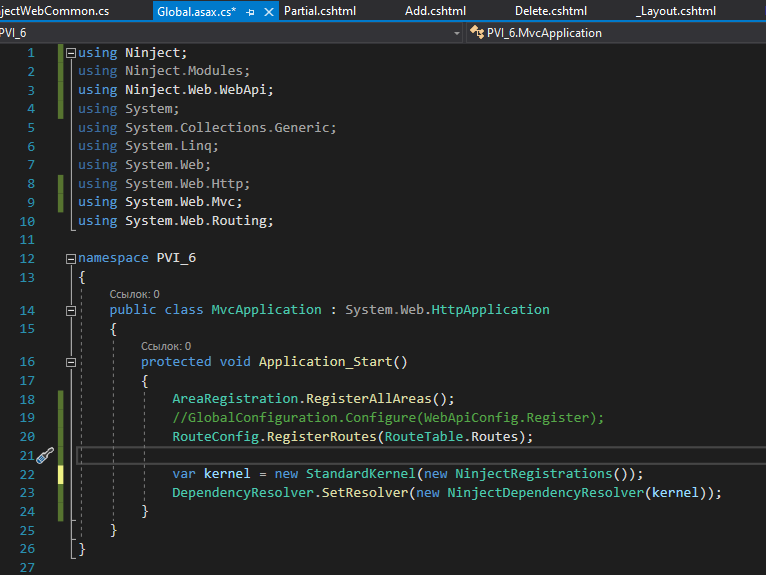 jectWebCommon.cs Global.asax.cs* Partial.cshtml Add.cshtml Delete.cshtml _Layout.cshtml
PVI_6 PVI_6.MvcApplication
1 using Ninject;
2 using Ninject.Modules;
3 using Ninject.Web.WebApi;
4 using System;
5 using System.Collections.Generic;
6 using System.Linq;
7 using System.Web;
8 using System.Web.Http;
9 using System.Web.Mvc;
10 using System.Web.Routing;
11
12 namespace PVI_6
13 {
Ссылок: 0
14 public class MvcApplication : System.Web.HttpApplication
15 {
Ссылок: 0
16 protected void Application_Start()
17 {
18 AreaRegistration.RegisterAllAreas();
19 //GlobalConfiguration.Configure(WebApiConfig.Register);
20 RouteConfig.RegisterRoutes(RouteTable.Routes);
21
22 var kernel = new StandardKernel(new NinjectRegistrations());
23 DependencyResolver.SetResolver(new NinjectDependencyResolver(kernel));
24 }
25 }
26 }
27